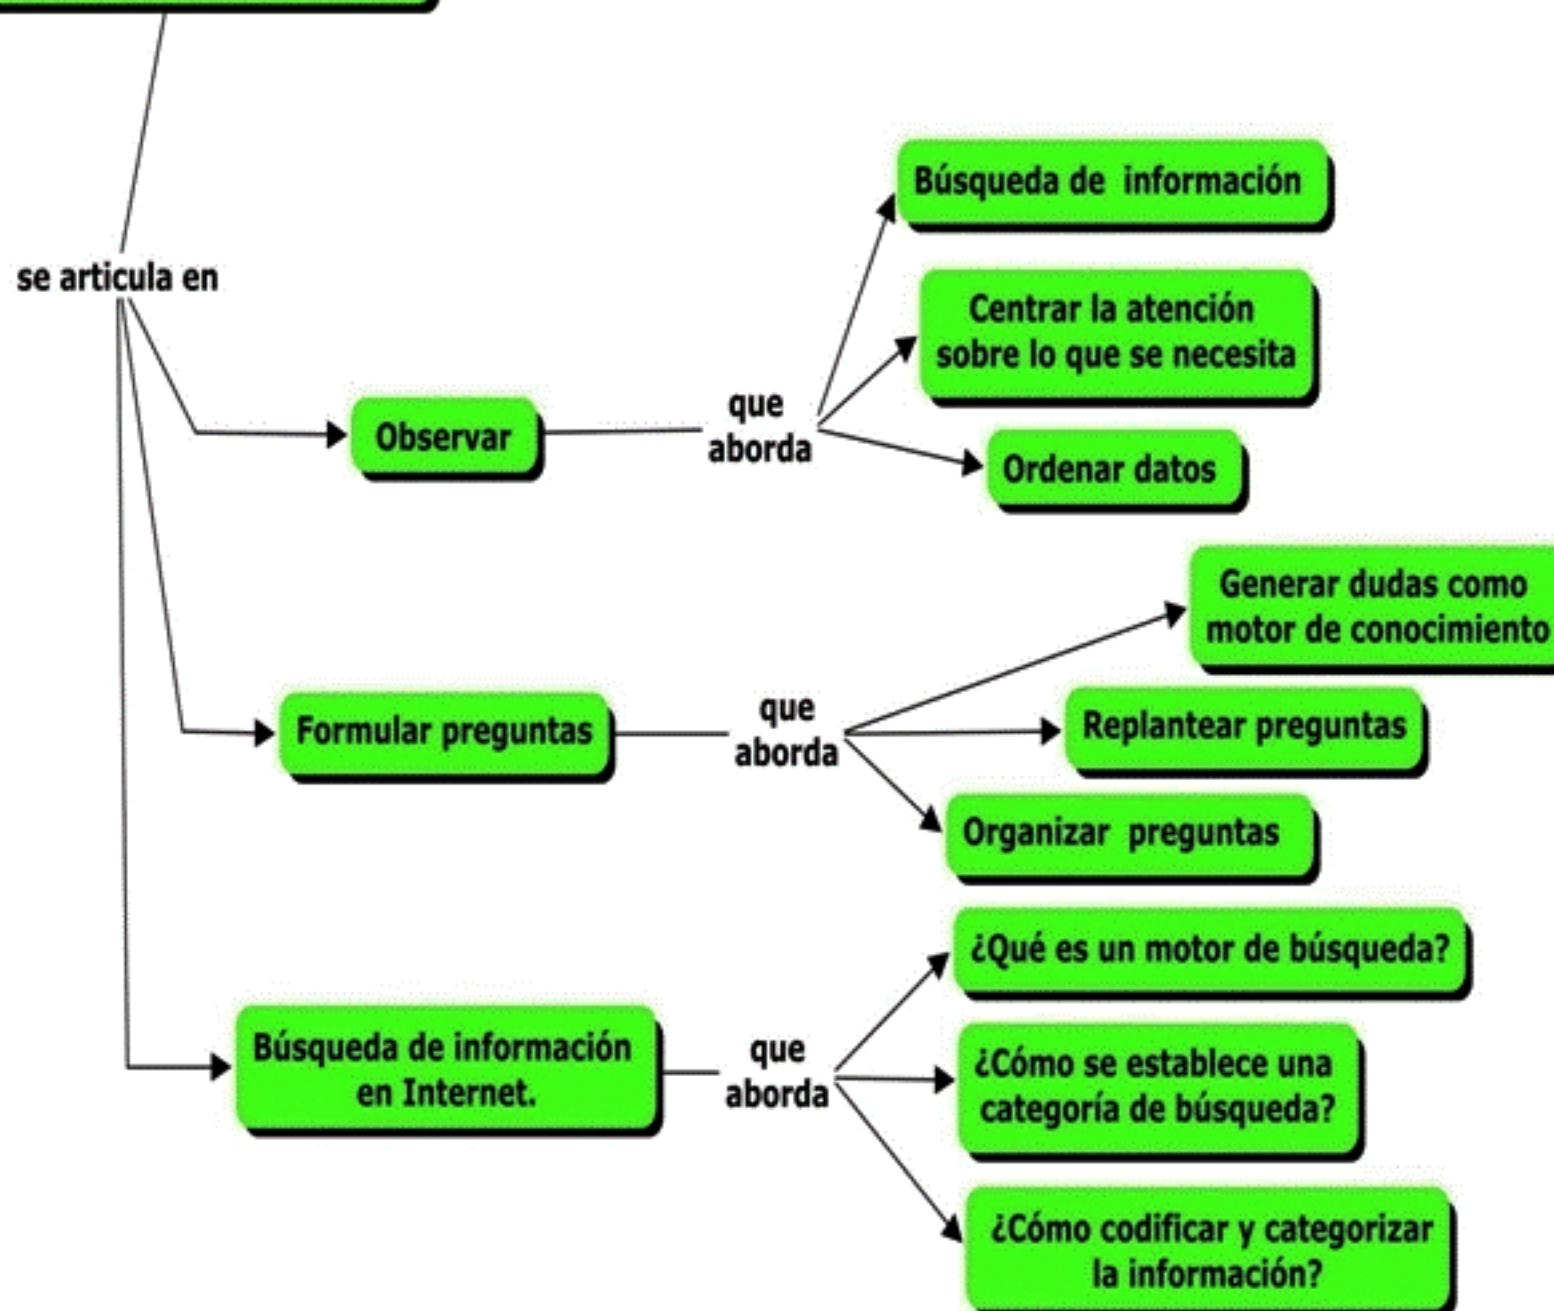 se articula en
Observar
que
aborda
Búsqueda de información
Centrar la atención
sobre lo que se necesita
Ordenar datos
Formular preguntas
que
aborda
Generar dudas como
motor de conocimiento
Replantear preguntas
Organizar preguntas
Búsqueda de información
en Internet.
que
aborda
¿Qué es un motor de búsqueda?
¿Cómo se establece una
categoría de búsqueda?
¿Cómo codificar y categorizar
la información?